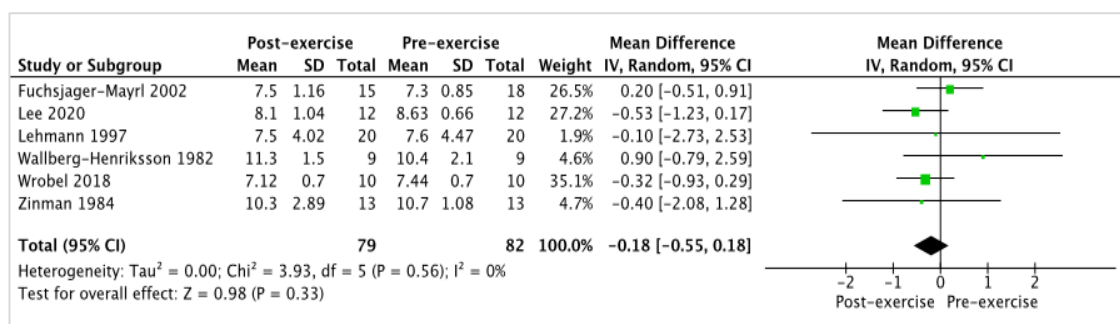 Post-exercise Pre-exercise Mean Difference Mean Difference
Study or Subgroup Mean SD Total Mean SD Total Weight IV, Random, 95% CI IV, Random, 95% CI
Fuchsjager-Mayrl 2002 7.5 1.16 15 7.3 0.85 18 26.5% 0.20 [-0.51, 0.91]
Lee 2020 8.1 1.04 12 8.63 0.66 12 27.2% -0.53 [-1.23, 0.17]
Lehmann 1997 7.5 4.02 20 7.6 4.47 20 1.9% -0.10 [-2.73, 2.53]
Wallberg-Henriksson 1982 11.3 1.5 9 10.4 2.1 9 4.6% 0.90 [-0.79, 2.59]
Wrobel 2018 7.12 0.7 10 7.44 0.7 10 35.1% -0.32 [-0.93, 0.29]
Zinman 1984 10.3 2.89 13 10.7 1.08 13 4.7% -0.40 [-2.08, 1.28]
Total (95% CI) 79 82 100.0% -0.18 [-0.55, 0.18]
Heterogeneity: Tau² = 0.00; Chi² = 3.93, df = 5 (P = 0.56); I² = 0%
Test for overall effect: Z = 0.98 (P = 0.33)
-2 -1 0 1 2
Post-exercise Pre-exercise